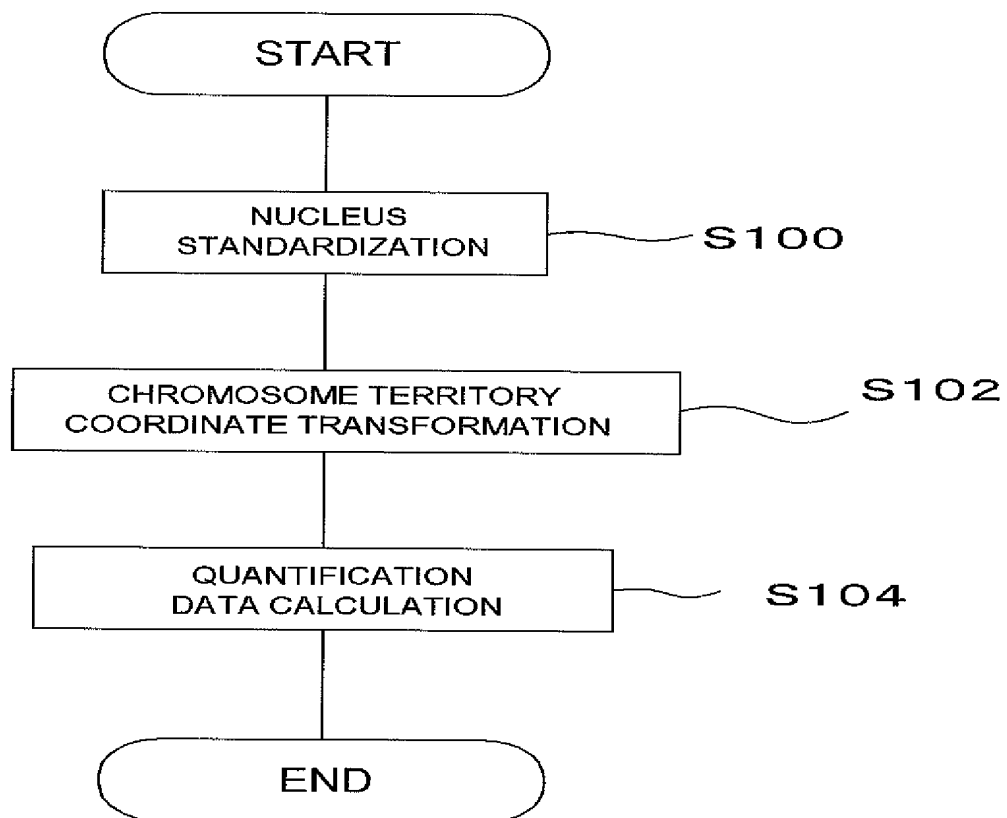 START
NUCLEUS
STANDARDIZATION
S100
CHROMOSOME TERRITORY
COORDINATE TRANSFORMATION
S102
QUANTIFICATION
DATA CALCULATION
S104
END